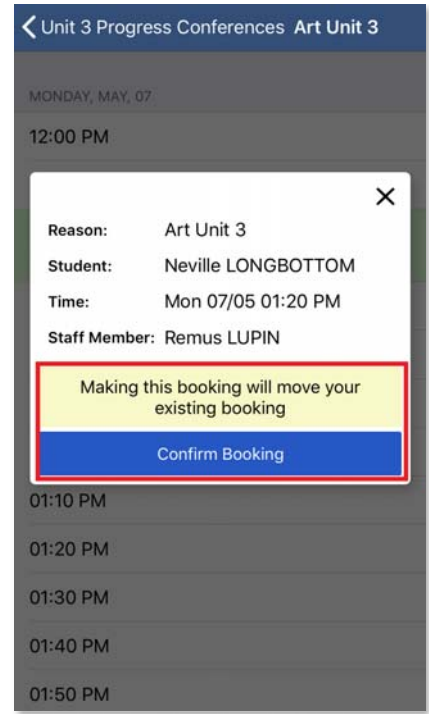 Unit 3 Progress Conferences Art Unit 3
MONDAY, MAY, 07
12:00 PM
Reason: Art Unit 3
Student: Neville LONGBOTTOM
Time: Mon 07/05 01:20 PM
Staff Member: Remus LUPIN
Making this booking will move your
existing booking
Confirm Booking
01:10 PM
01:20 PM
01:30 PM
01:40 PM
01:50 PM